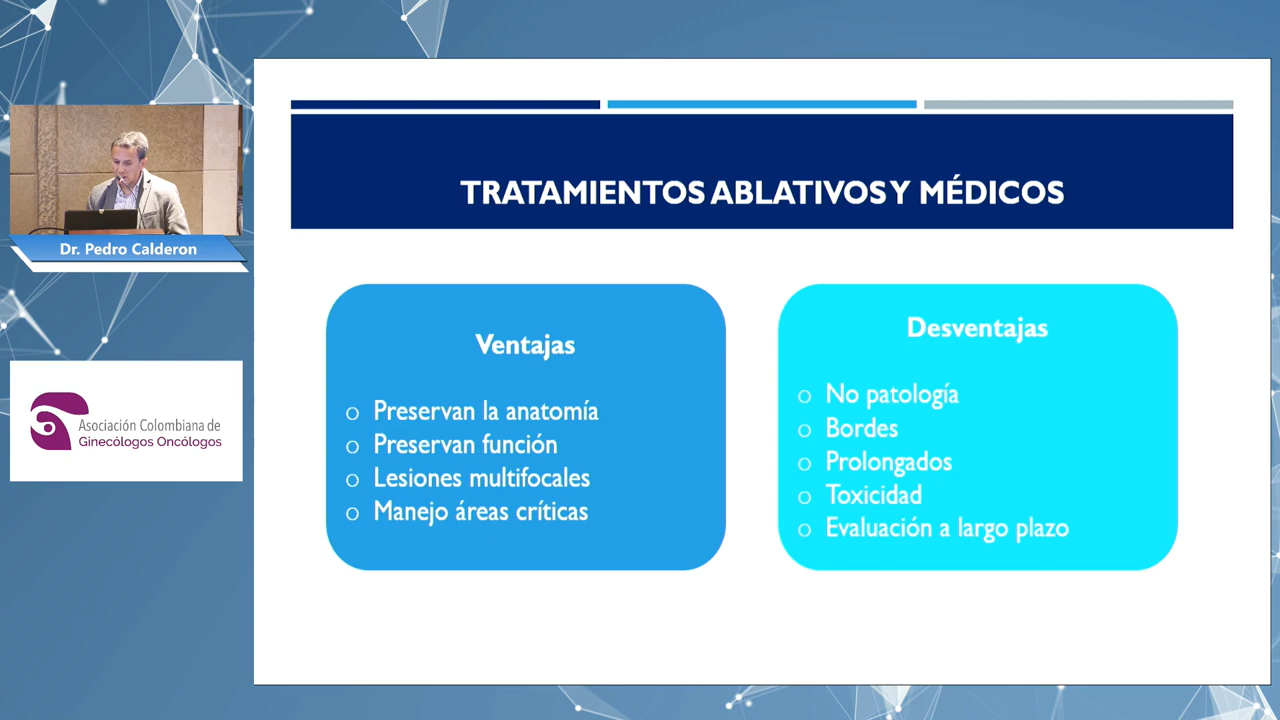 Dr. Pedro Calderon
Asociación Colombiana de
Ginecólogos Oncólogos
TRATAMIENTOS ABLATIVOS Y MÉDICOS
Ventajas
o Preservan la anatomía
o Preservan función
o Lesiones multifocales
o Manejo áreas críticas
Desventajas
o No patología
o Bordes
o Prolongados
o Toxicidad
o Evaluación a largo plazo